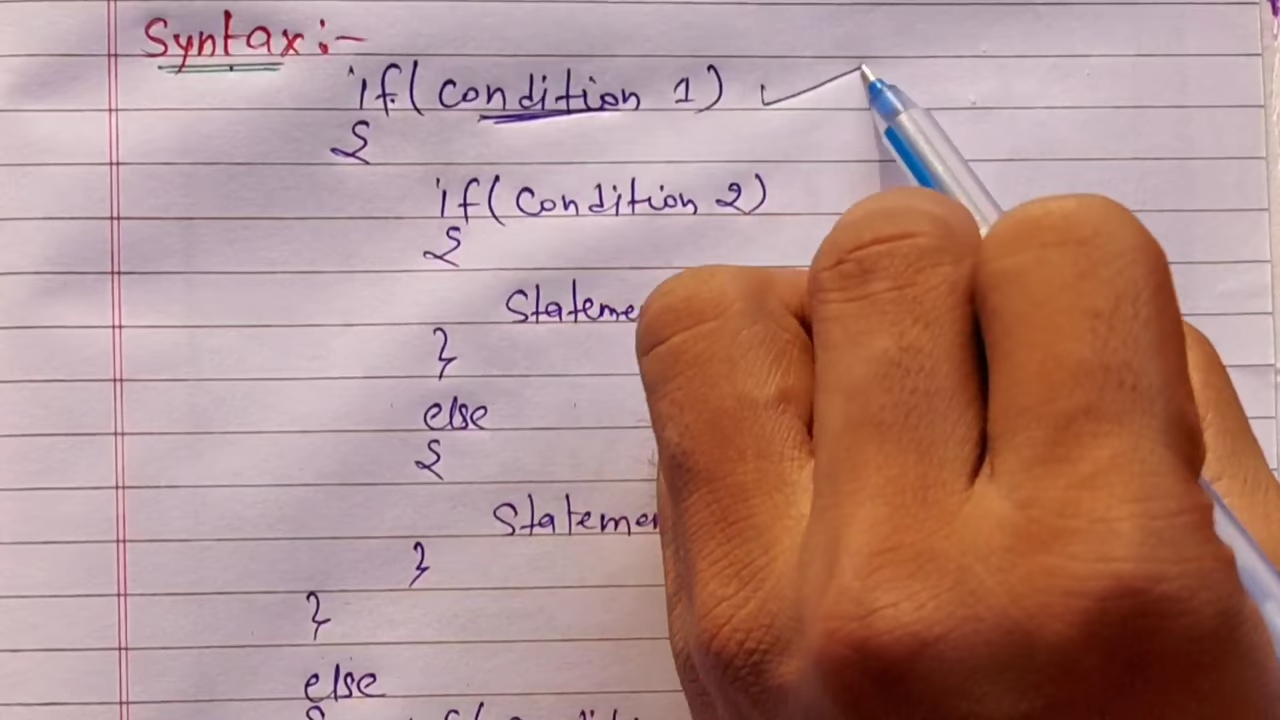 Syntax:-
if(condition 1)
{
if(condition 2)
{
Stateme
}
else
{
Statemen
}
}
else
{